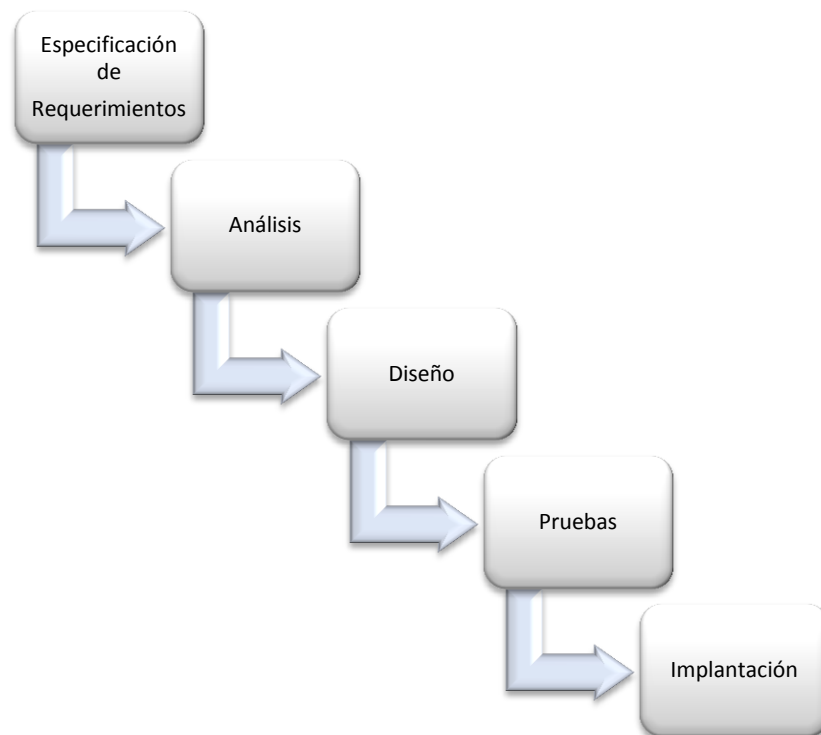 Especificación
de
Requerimientos
Análisis
Diseño
Pruebas
Implantación